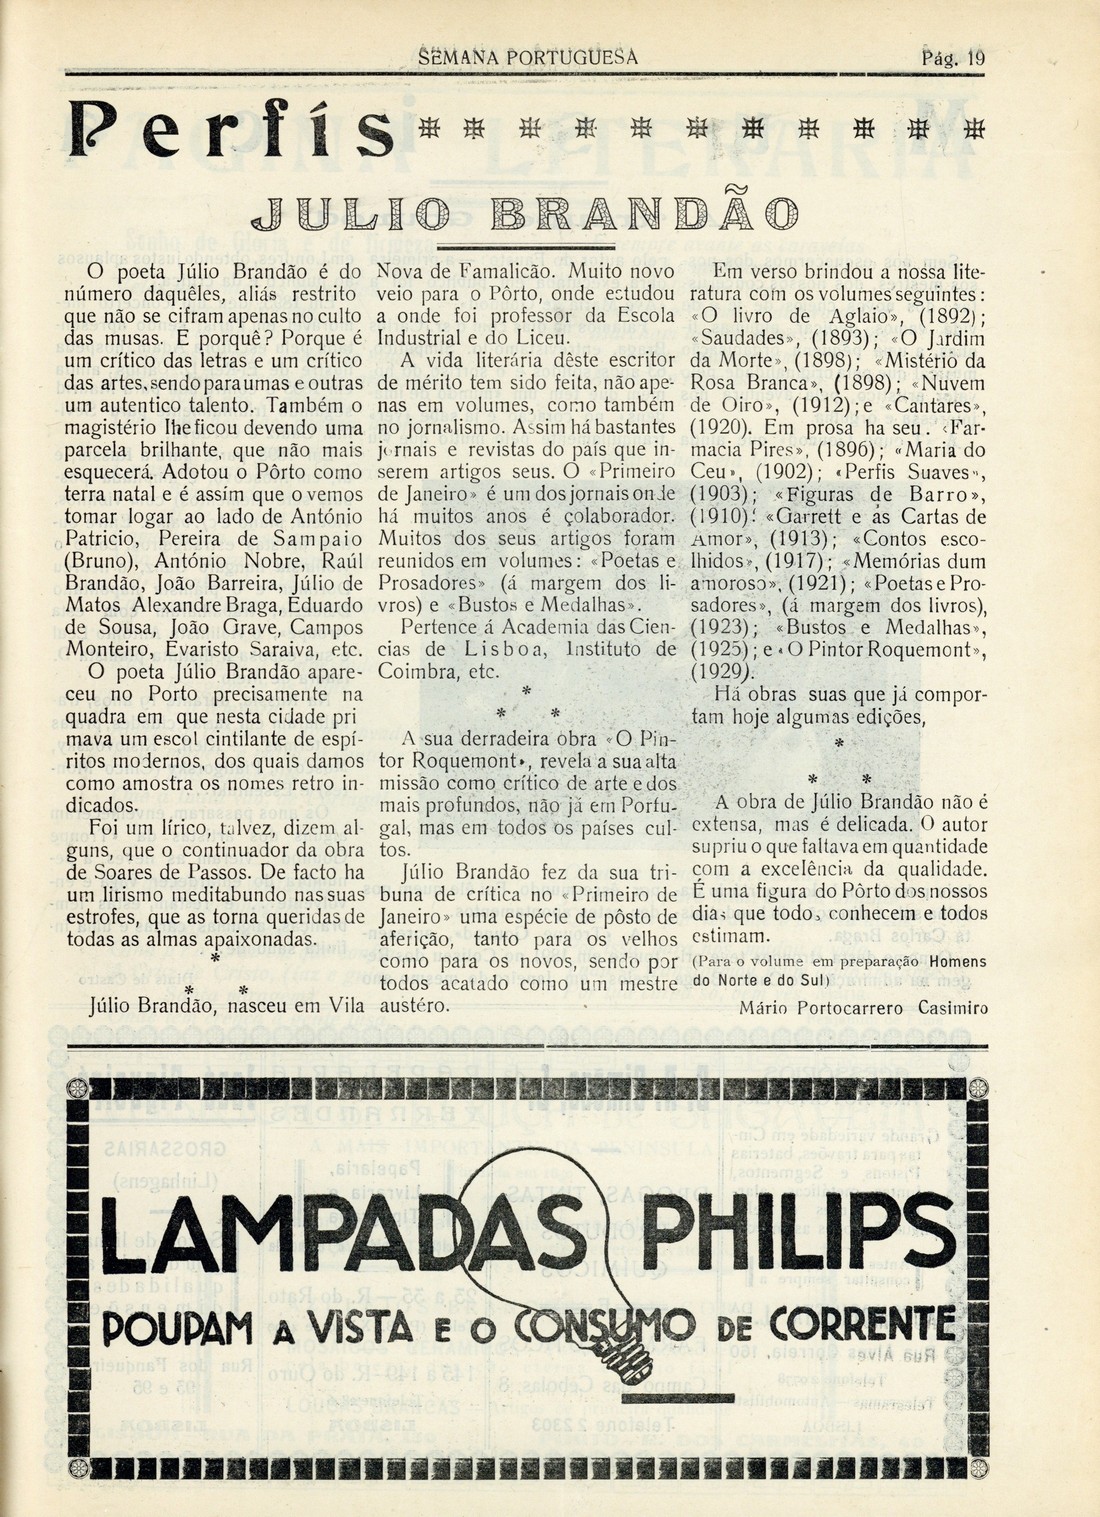 SEMANA PORTUGUESA
Pág. 19
Perfís
JULIO BRANDÃO
O poeta Júlio Brandão é do
número daquêles, aliás restrito
que não se cifram apenas no culto
das musas. E porquê? Porque é
um crítico das letras e um crítico
das artes, sendo para umas e outras
um autentico talento. Também o
magistério lhe ficou devendo uma
parcela brilhante, que não mais
esquecerá. Adotou o Pôrto como
terra natal e é assim que o vemos
tomar logar ao lado de António
Patricio, Pereira de Sampaio
(Bruno), António Nobre, Raúl
Brandão, João Barreira, Júlio de
Matos Alexandre Braga, Eduardo
de Sousa, João Grave, Campos
Monteiro, Evaristo Saraiva, etc.
O poeta Júlio Brandão apare-
ceu no Porto precisamente na
quadra em que nesta cidade pri
mava um escol cintilante de espí-
ritos modernos, dos quais damos
como amostra os nomes retro in-
dicados.
Foi um lírico, talvez, dizem al-
guns, que o continuador da obra
de Soares de Passos. De facto ha
um lirismo meditabundo nas suas
estrofes, que as torna queridas de
todas as almas apaixonadas.
*
* *
Júlio Brandão, nasceu em Vila
Nova de Famalicão. Muito novo
veio para o Pôrto, onde estudou
a onde foi professor da Escola
Industrial e do Liceu.
A vida literária dêste escritor
de mérito tem sido feita, não ape-
nas em volumes, como também
no jornalismo. Assim há bastantes
jornais e revistas do país que in-
serem artigos seus. O «Primeiro
de Janeiro» é um dos jornais onde
há muitos anos é colaborador.
Muitos dos seus artigos foram
reunidos em volumes: «Poetas e
Prosadores» (á margem dos li-
vros) e «Bustos e Medalhas».
Pertence á Academia das Cien-
cias de Lisboa, Instituto de
Coimbra, etc.
*
* *
A sua derradeira obra «O Pin-
tor Roquemont», revela a sua alta
missão como crítico de arte e dos
mais profundos, não já em Portu-
gal, mas em todos os países cul-
tos.
Júlio Brandão fez da sua tri-
buna de crítica no «Primeiro de
Janeiro» uma espécie de pôsto de
aferição, tanto para os velhos
como para os novos, sendo por
todos acatado como um mestre
austéro.
Em verso brindou a nossa lite-
ratura com os volumes seguintes:
«O livro de Aglaio», (1892);
«Saudades», (1893); «O Jardim
da Morte», (1898); «Mistério da
Rosa Branca», (1898); «Nuvem
de Oiro», (1912); e «Cantares»,
(1920). Em prosa ha seu. «Far-
macia Pires», (1896); «Maria do
Ceu», (1902); «Perfis Suaves»,
(1903); «Figuras de Barro»,
(1910): «Garrett e as Cartas de
Amor», (1913); «Contos esco-
lhidos», (1917); «Memórias dum
amoroso», (1921); «Poetas e Pro-
sadores», (á margem dos livros),
(1923); «Bustos e Medalhas»,
(1925); e «O Pintor Roquemont»,
(1929).
Há obras suas que já compor-
tam hoje algumas edições,
*
* *
A obra de Júlio Brandão não é
extensa, mas é delicada. O autor
supriu o que faltava em quantidade
com a excelência da qualidade.
É uma figura do Pôrto dos nossos
dias que todos conhecem e todos
estimam.
(Para o volume em preparação Homens
do Norte e do Sul)
Mário Portocarrero Casimiro
LAMPADAS PHILIPS
POUPAM A VISTA E O CONSUMO DE CORRENTE